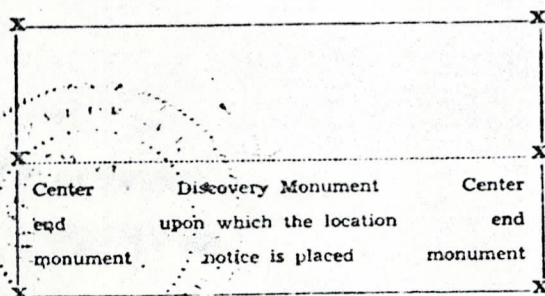 X X
X X
Center Discovery Monument Center
end upon which the location end
monument notice is placed monument
X X